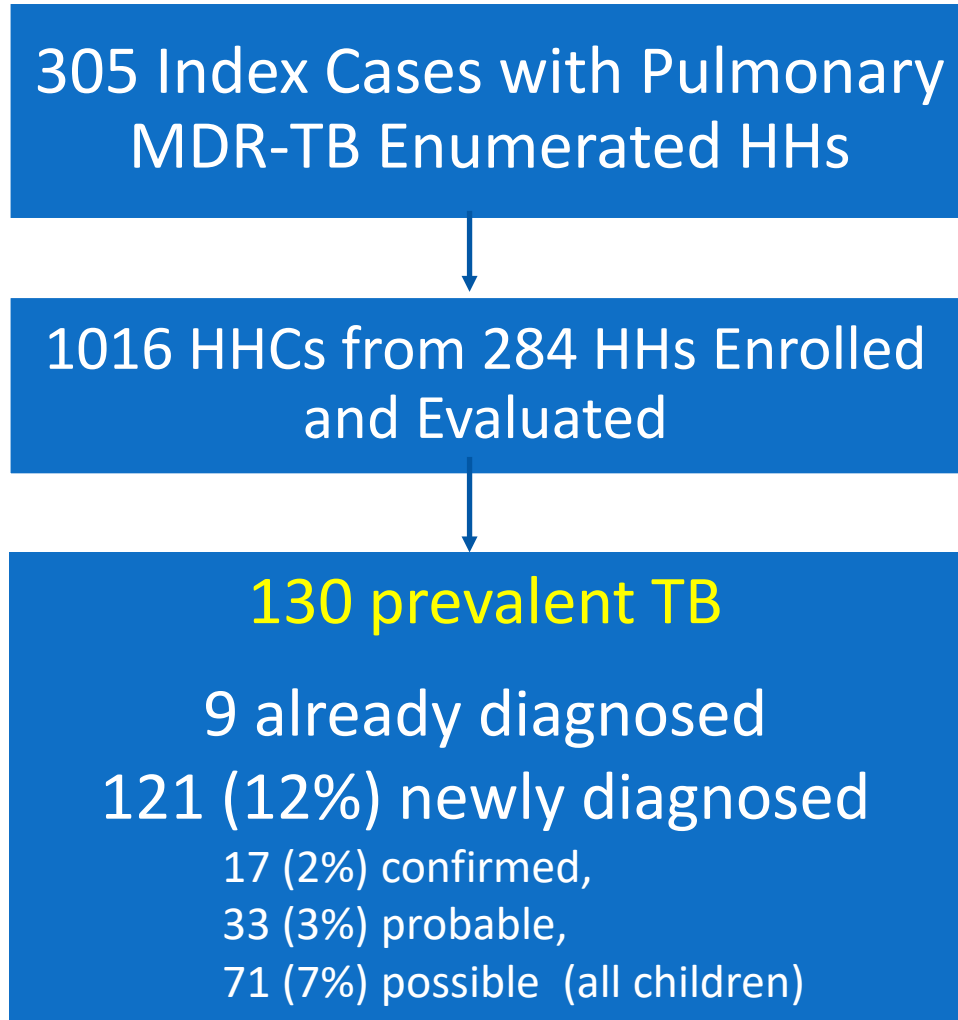 305 Index Cases with Pulmonary
MDR-TB Enumerated HHs
1016 HHCs from 284 HHs Enrolled
and Evaluated
130 prevalent TB
9 already diagnosed
121 (12%) newly diagnosed
17 (2%) confirmed,
33 (3%) probable,
71 (7%) possible (all children)